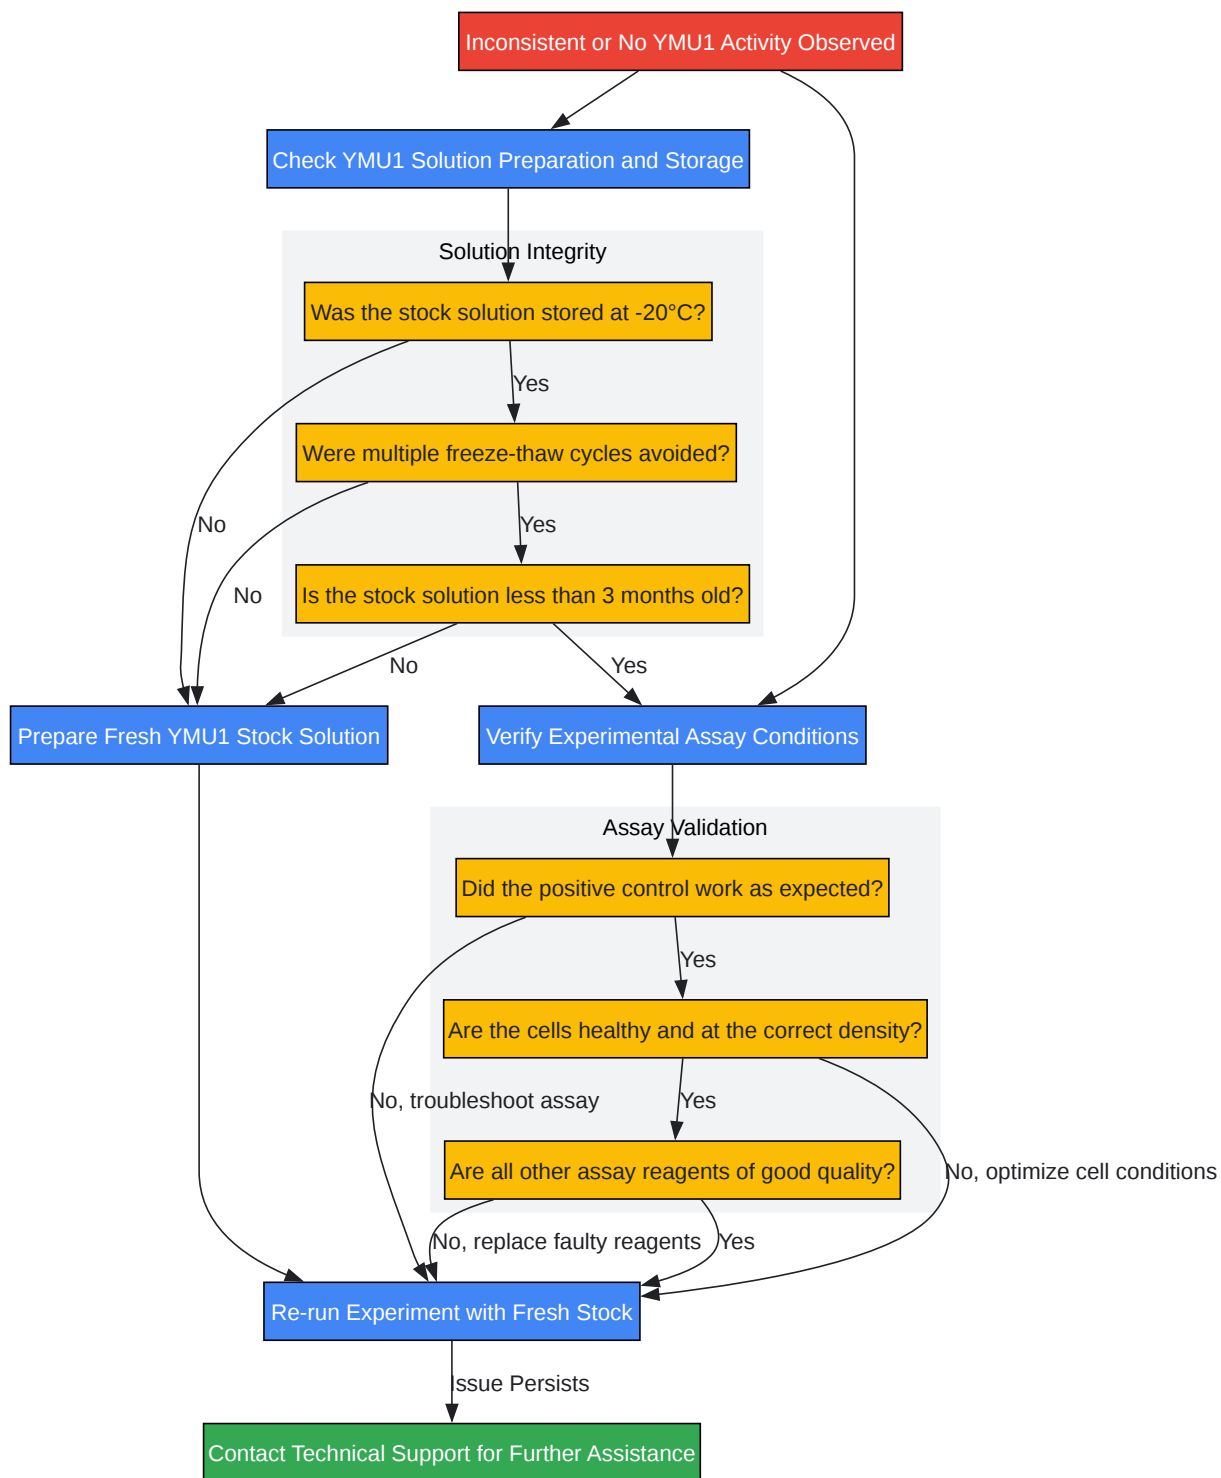 Inconsistent or No YMU1 Activity Observed
Check YMU1 Solution Preparation and Storage
Solution Integrity
Was the stock solution stored at -20°C?
Yes
Were multiple freeze-thaw cycles avoided?
No
Yes
No
Is the stock solution less than 3 months old?
No
Yes
Prepare Fresh YMU1 Stock Solution
Verify Experimental Assay Conditions
Assay Validation
Did the positive control work as expected?
Yes
Are the cells healthy and at the correct density?
No, troubleshoot assay
Yes
Are all other assay reagents of good quality?
No, optimize cell conditions
No, replace faulty reagents
Yes
Re-run Experiment with Fresh Stock
Issue Persists
Contact Technical Support for Further Assistance